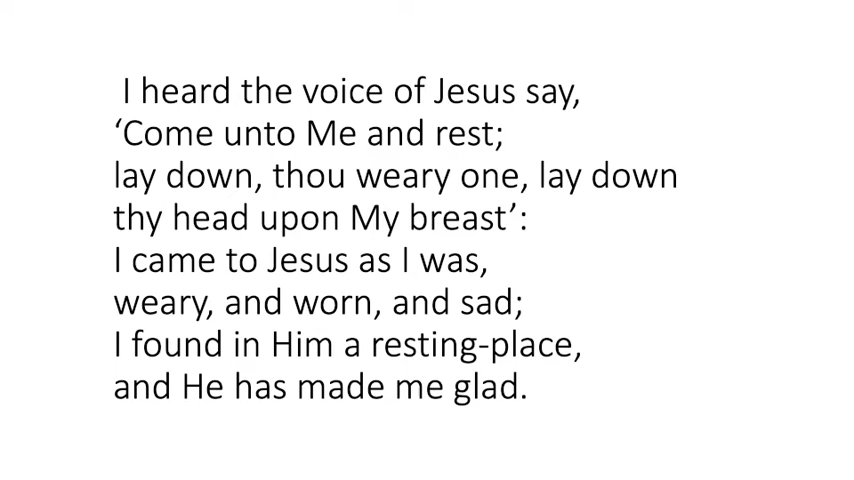 I heard the voice of Jesus say,
‘Come unto Me and rest;
lay down, thou weary one, lay down
thy head upon My breast’:
I came to Jesus as I was,
weary, and worn, and sad;
I found in Him a resting-place,
and He has made me glad.